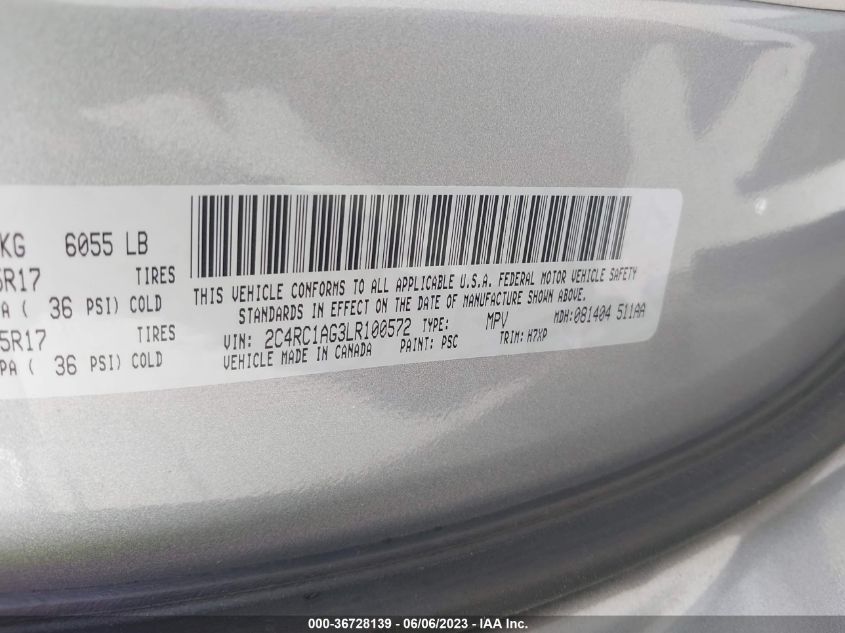 KG 6055 LB
5R17 TIRES
PA ( 36 PSI) COLD
5R17 TIRES
PA ( 36 PSI) COLD
THIS VEHICLE CONFORMS TO ALL APPLICABLE U.S.A. FEDERAL MOTOR VEHICLE SAFETY
STANDARDS IN EFFECT ON THE DATE OF MANUFACTURE SHOWN ABOVE.
VIN: 2C4RC1AG3LR100572 TYPE: MPV MDH:081404 511AA
VEHICLE MADE IN CANADA PAINT: PSC TRIM: H7XP
000-36728139 - 06/06/2023 - IAA Inc.